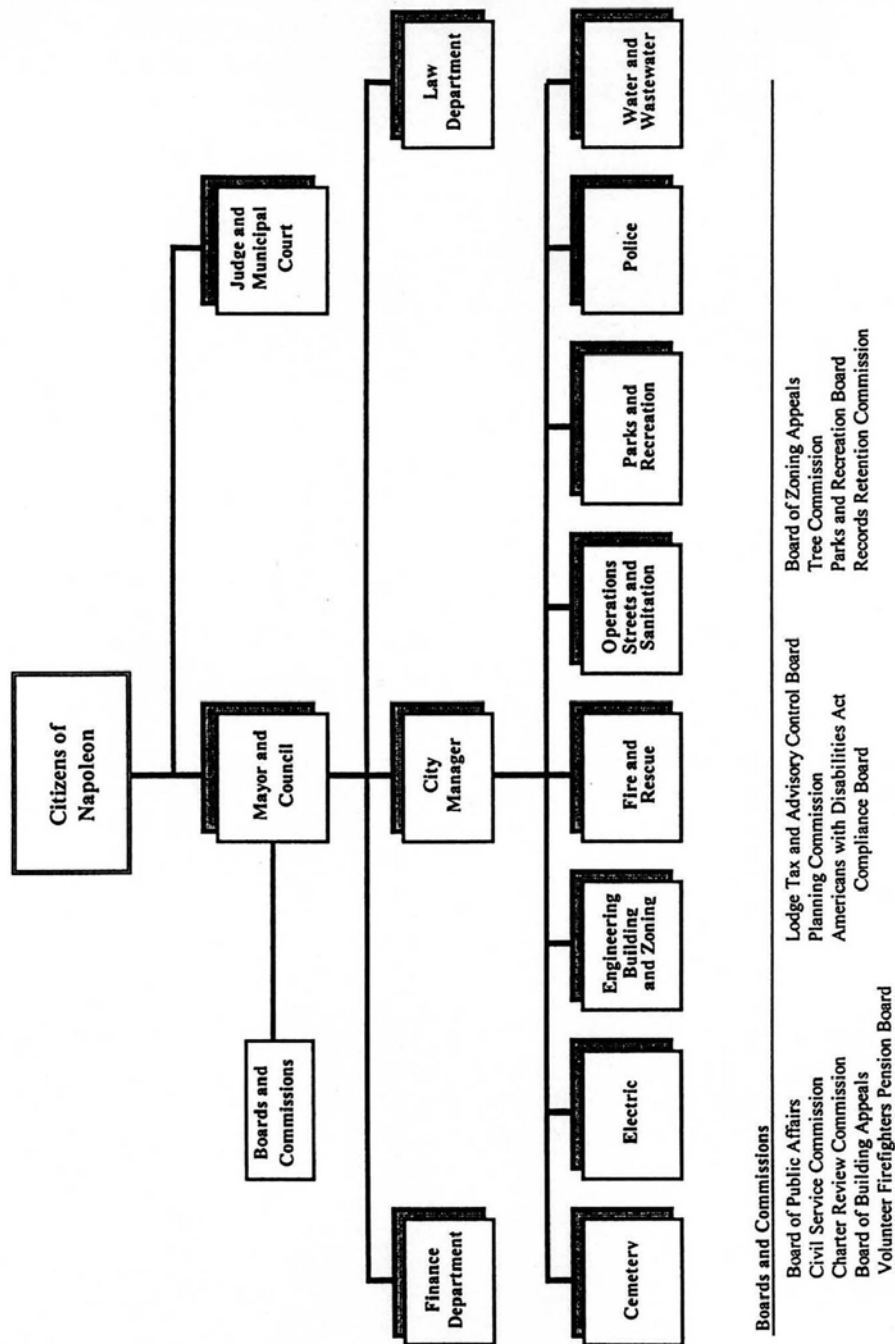 Citizens of
Napoleon
Judge and
Municipal
Court
Mayor and
Council
Boards and
Commissions
Finance
Department
City
Manager
Law
Department
Cemetery
Electric
Engineering
Building
and Zoning
Fire and
Rescue
Operations
Streets and
Sanitation
Parks and
Recreation
Police
Water and
Wastewater
Boards and Commissions
Board of Public Affairs
Civil Service Commission
Charter Review Commission
Board of Building Appeals
Volunteer Firefighters Pension Board
Lodge Tax and Advisory Control Board
Planning Commission
Americans with Disabilities Act
Compliance Board
Board of Zoning Appeals
Tree Commission
Parks and Recreation Board
Records Retention Commission